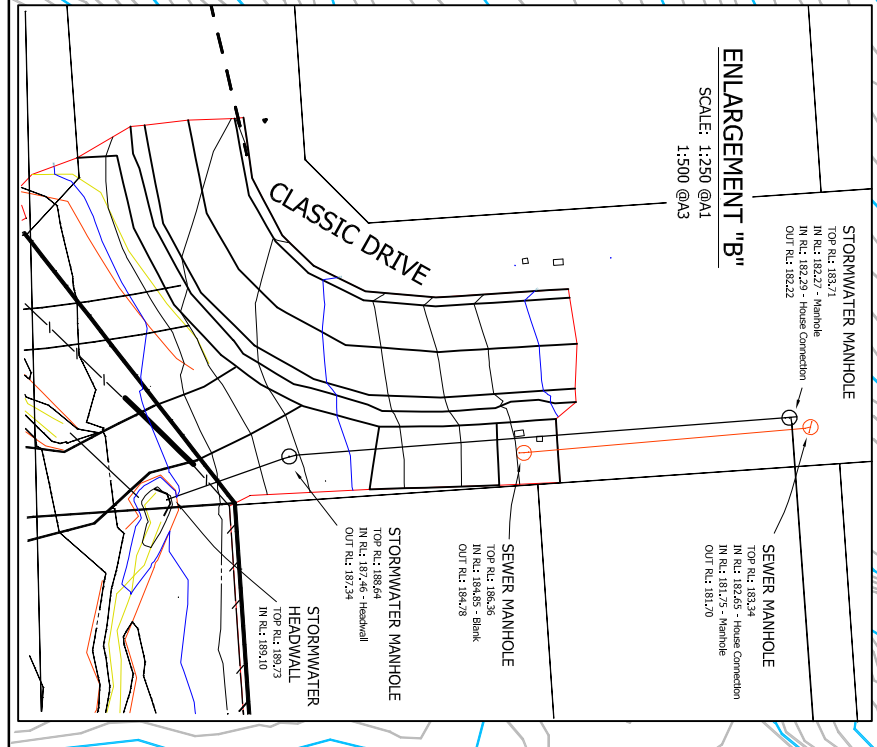 ENLARGEMENT "B"
SCALE: 1:250 @A1
1:500 @A3
CLASSIC DRIVE
STORMWATER MANHOLE
TOP RL: 183.71
IN RL: 182.27 - Manhole
IN RL: 182.29 - House Connection
OUT RL: 182.22
SEWER MANHOLE
TOP RL: 183.34
IN RL: 182.65 - House Connection
IN RL: 181.75 - Manhole
OUT RL: 181.70
SEWER MANHOLE
TOP RL: 186.36
IN RL: 184.85 - Blank
OUT RL: 184.78
STORMWATER MANHOLE
TOP RL: 188.64
IN RL: 187.46 - Headwall
OUT RL: 187.34
STORMWATER
HEADWALL
TOP RL: 189.73
IN RL: 189.10